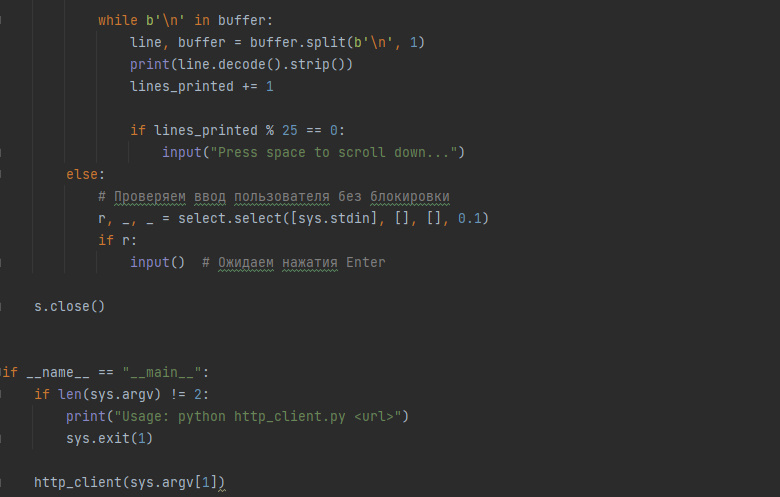 while b'\n' in buffer:
line, buffer = buffer.split(b'\n', 1)
print(line.decode().strip())
lines_printed += 1
if lines_printed % 25 == 0:
input("Press space to scroll down...")
else:
# Проверяем ввод пользователя без блокировки
r, _, _ = select.select([sys.stdin], [], [], 0.1)
if r:
input()  # Ожидаем нажатия Enter
s.close()
if __name__ == "__main__":
if len(sys.argv) != 2:
print("Usage: python http_client.py <url>")
sys.exit(1)
http_client(sys.argv[1])